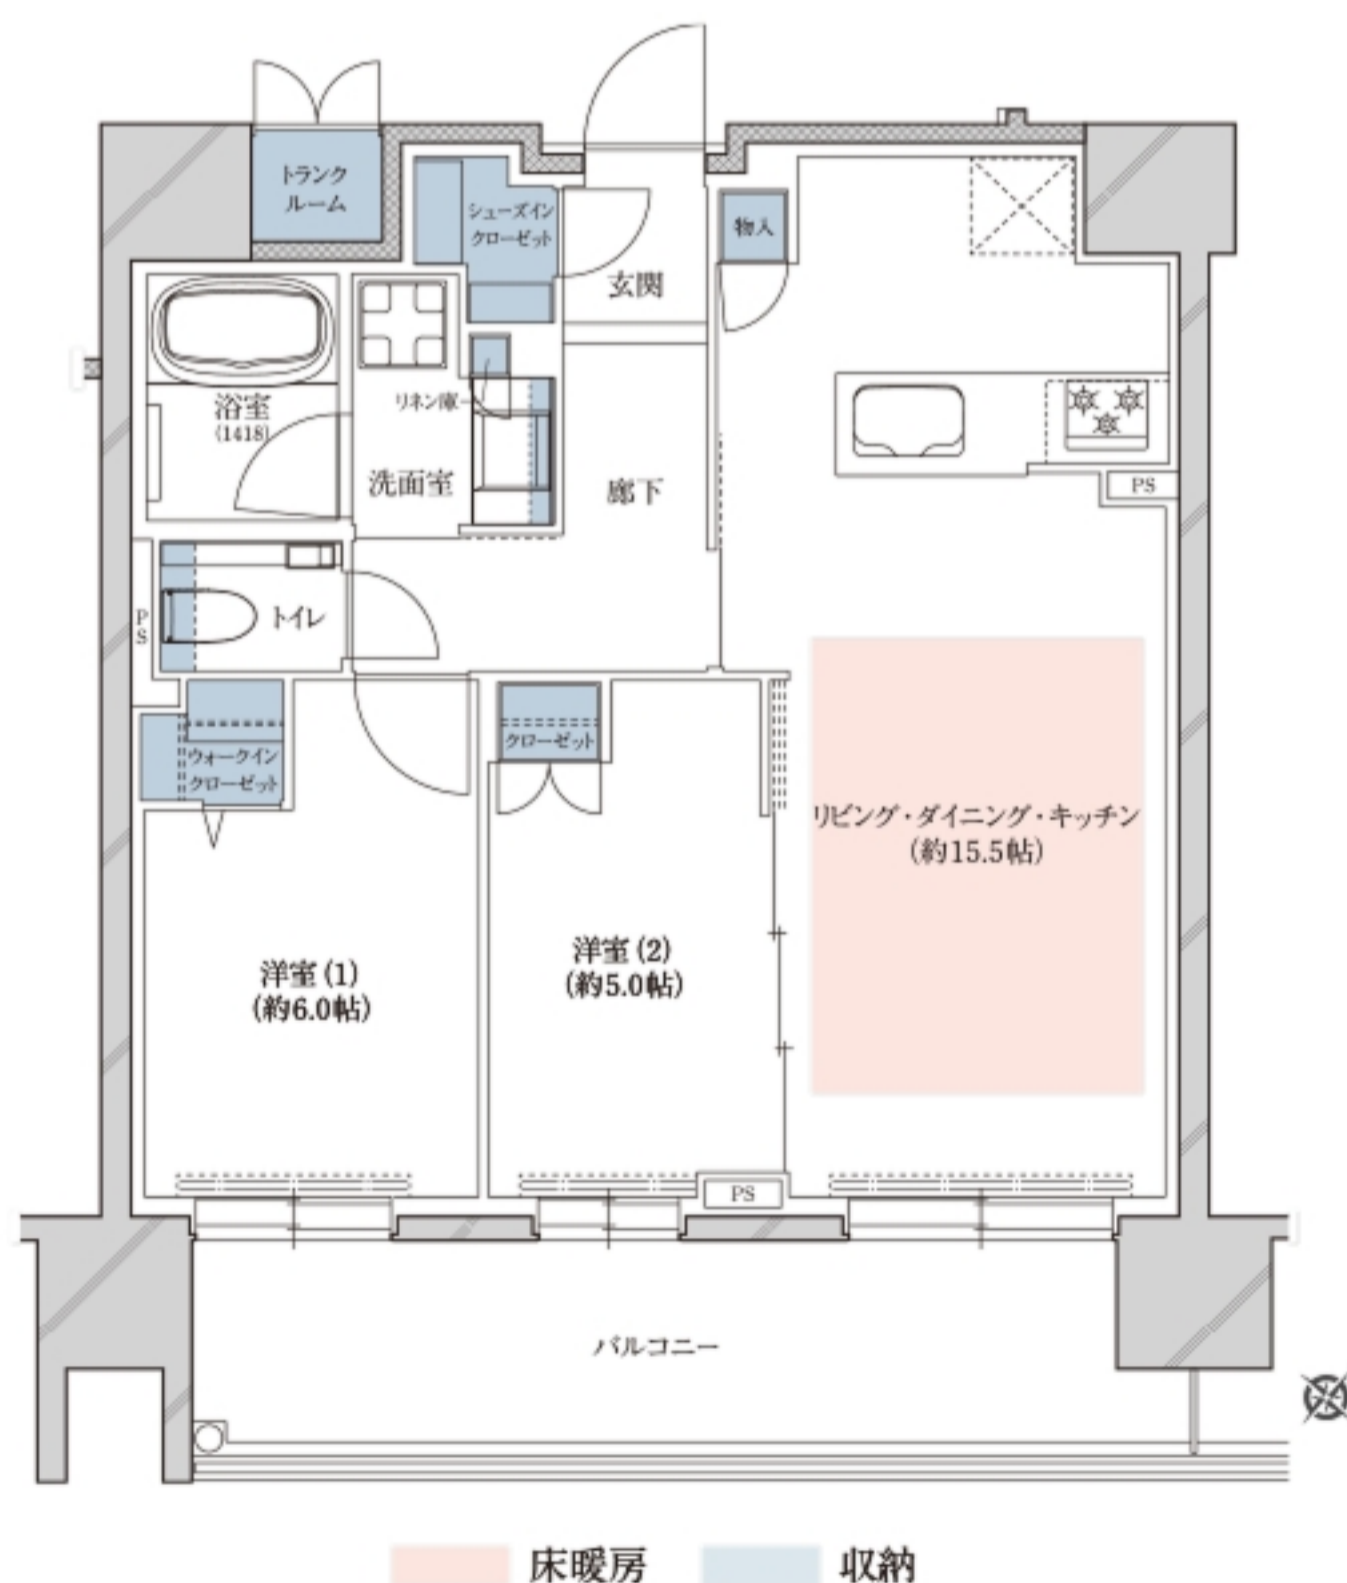 トランク
ルーム
シューズイン
クローゼット
物入
玄関
浴室
(1418)
リネン庫
洗面室
廊下
PS
PS
トイレ
ウォークイン
クローゼット
クローゼット
リビング・ダイニング・キッチン
(約15.5帖)
洋室(1)
(約6.0帖)
洋室(2)
(約5.0帖)
PS
バルコニー
床暖房
収納